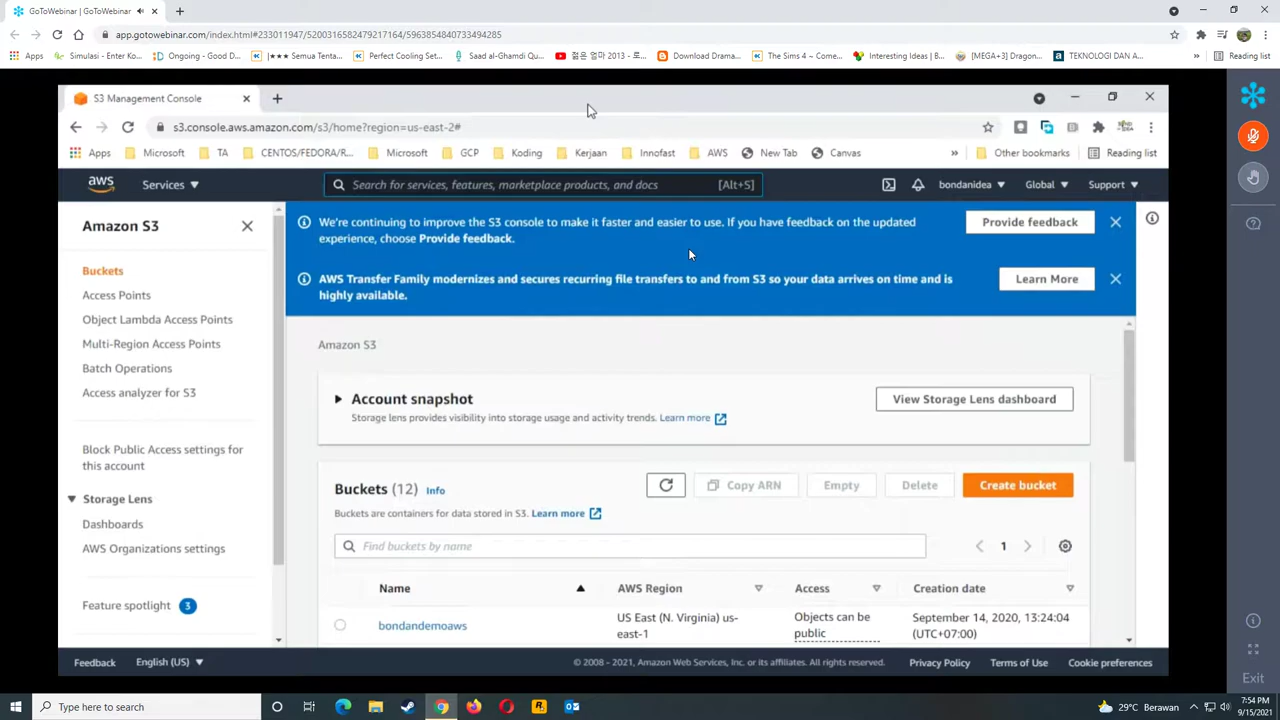 GoToWebinar | GoToWebinar
app.gotowebinar.com/index.html#233011947/5200316582479217164/5963854840733494285
Apps
Simulasi - Enter Ko...
Ongoing - Good D...
|★★★ Semua Tenta...
Perfect Cooling Set...
Saad al-Ghamdi Qu...
젊은 엄마 2013 - 로...
Download Drama...
The Sims 4 ~ Come...
Interesting Ideas | B...
[MEGA+3] Dragon...
TEKNOLOGI DAN A...
»
Reading list
S3 Management Console
s3.console.aws.amazon.com/s3/home?region=us-east-2#
Apps
Microsoft
TA
CENTOS/FEDORA/R...
Microsoft
GCP
Koding
Kerjaan
Innofast
AWS
New Tab
Canvas
»
Other bookmarks
Reading list
aws
Services
Search for services, features, marketplace products, and docs
[Alt+S]
bondanidea
Global
Support
Amazon S3
Buckets
Access Points
Object Lambda Access Points
Multi-Region Access Points
Batch Operations
Access analyzer for S3
Block Public Access settings for
this account
Storage Lens
Dashboards
AWS Organizations settings
Feature spotlight 3
We're continuing to improve the S3 console to make it faster and easier to use. If you have feedback on the updated
experience, choose Provide feedback.
Provide feedback
AWS Transfer Family modernizes and secures recurring file transfers to and from S3 so your data arrives on time and is
highly available.
Learn More
Amazon S3
Account snapshot
Storage lens provides visibility into storage usage and activity trends. Learn more
View Storage Lens dashboard
Buckets (12) Info
Copy ARN
Empty
Delete
Create bucket
Buckets are containers for data stored in S3. Learn more
Find buckets by name
1
Name
AWS Region
Access
Creation date
bondandemoaws
US East (N. Virginia) us-
east-1
Objects can be
public
September 14, 2020, 13:24:04
(UTC+07:00)
Feedback
English (US)
© 2008 - 2021, Amazon Web Services, Inc. or its affiliates. All rights reserved.
Privacy Policy
Terms of Use
Cookie preferences
Exit
Type here to search
29°C Berawan
7:54 PM
9/15/2021